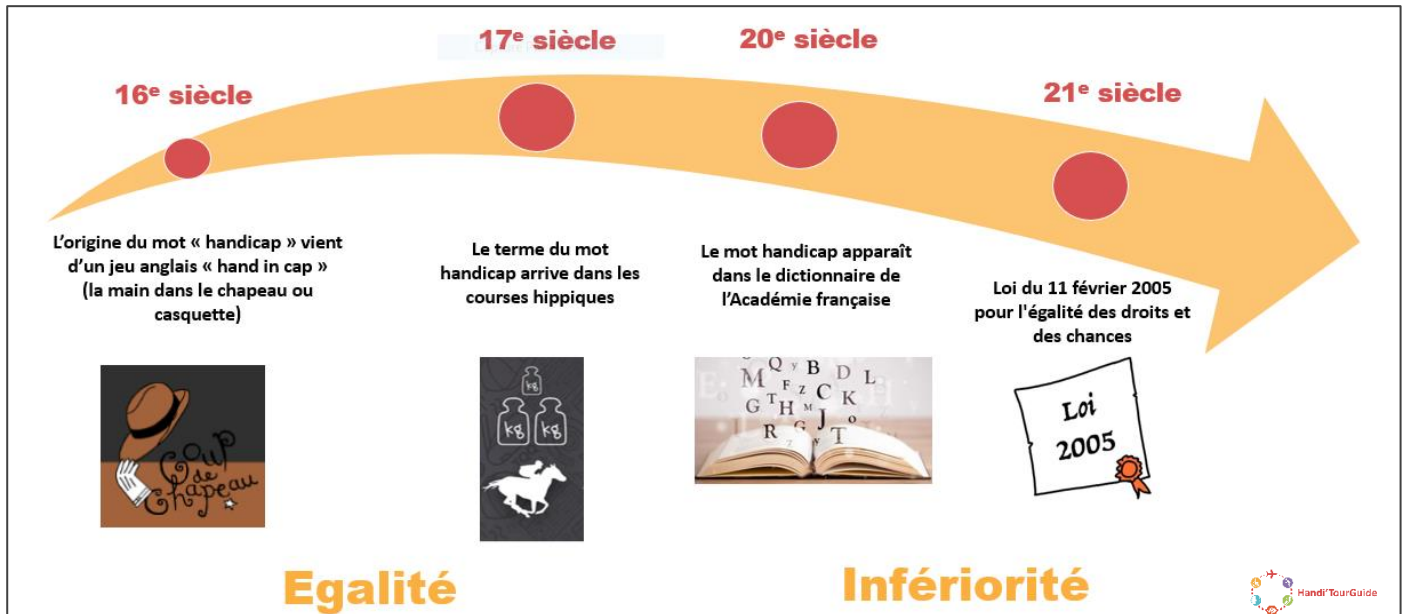 16e siècle
17e siècle
20e siècle
21e siècle
L'origine du mot « handicap » vient
d'un jeu anglais « hand in cap »
(la main dans le chapeau ou
casquette)
Le terme du mot
handicap arrive dans les
courses hippiques
Le mot handicap apparaît
dans le dictionnaire de
l'Académie française
Loi du 11 février 2005
pour l'égalité des droits et
des chances
Coup
de
Chapeau
kg
kg kg
Q y B D L
M F Z C K
G T H M J o
R G T
Loi
2005
Egalité
Infériorité
Handi'TourGuide